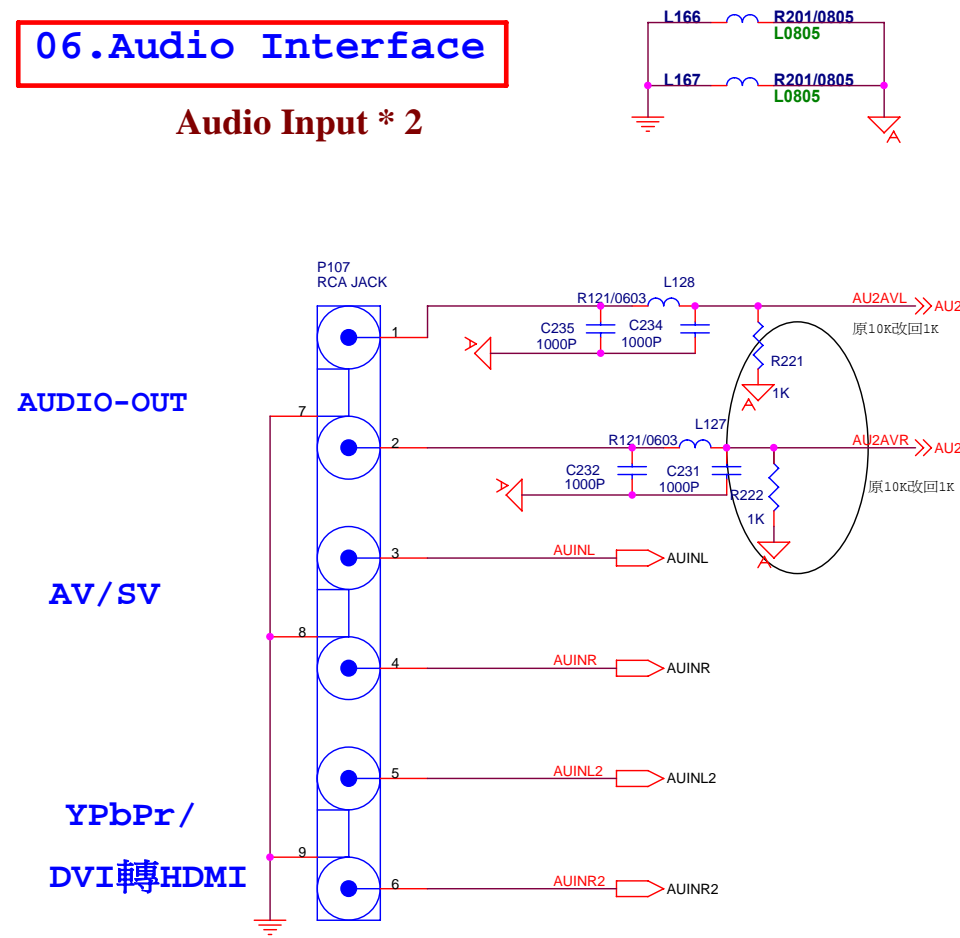 06.Audio Interface
Audio Input * 2
L166
R201/0805
L0805
L167
R201/0805
L0805
A
P107
RCA JACK
L128
R121/0603
AU2AVL
AU2
原10K改回1K
C235
1000P
C234
1000P
A
1
R221
1K
A
AUDIO-OUT
7
L127
R121/0603
AU2AVR
AU2
2
C232
1000P
C231
1000P
A
原10K改回1K
R222
1K
A
3
AUINL
AUINL
AV/SV
8
4
AUINR
AUINR
5
AUINL2
AUINL2
YPbPr/
DVI轉HDMI
9
6
AUINR2
AUINR2